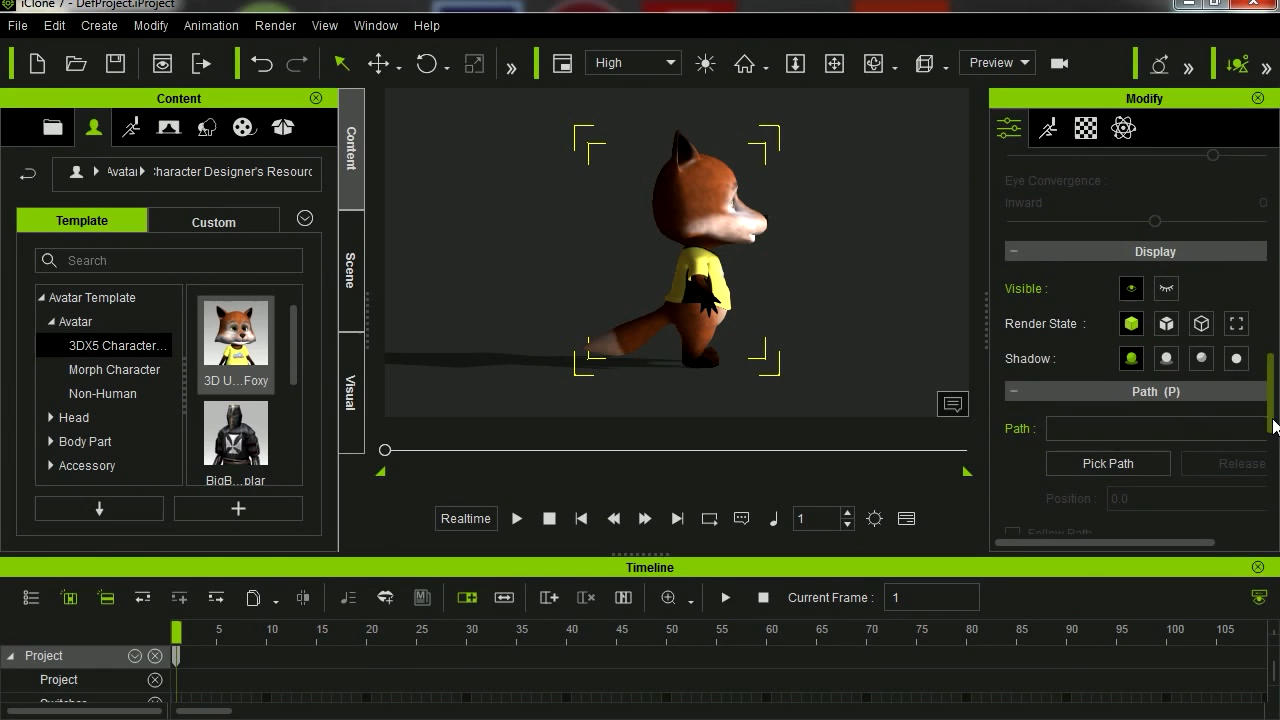 iClone 7 - DefProject.iProject
File Edit Create Modify Animation Render View Window Help
High
Preview
Content
Avatar
haracter Designer's Resourc
Template
Custom
Search
Avatar Template
Avatar
3DX5 Character...
Morph Character
Non-Human
Head
Body Part
Accessory
3D U...Foxy
BigB...plar
Content
Scene
Visual
Realtime
1
Modify
Eye Convergence :
Inward 0
Display
Visible :
Render State :
Shadow :
Path (P)
Path :
Pick Path
Release
Position : 0.0
Follow Path
Timeline
Current Frame : 1
5 10 15 20 25 30 35 40 45 50 55 60 65 70 75 80 85 90 95 100 105
Project
Project